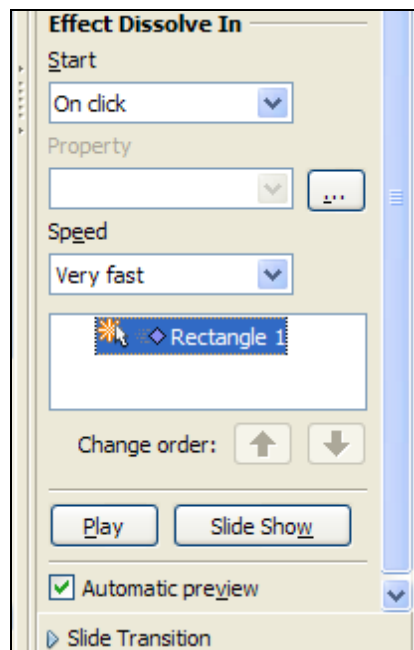 Effect Dissolve In
Start
On click
Property
...
Speed
Very fast
Rectangle 1
Change order:
Play Slide Show
Automatic preview
Slide Transition